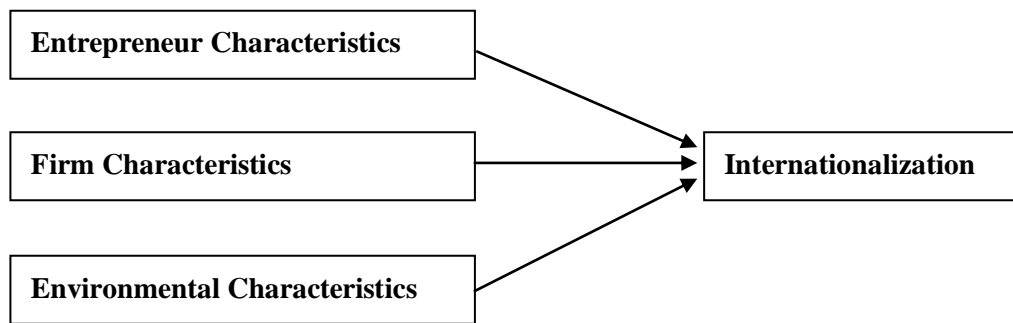 Entrepreneur Characteristics
Firm Characteristics
Internationalization
Environmental Characteristics